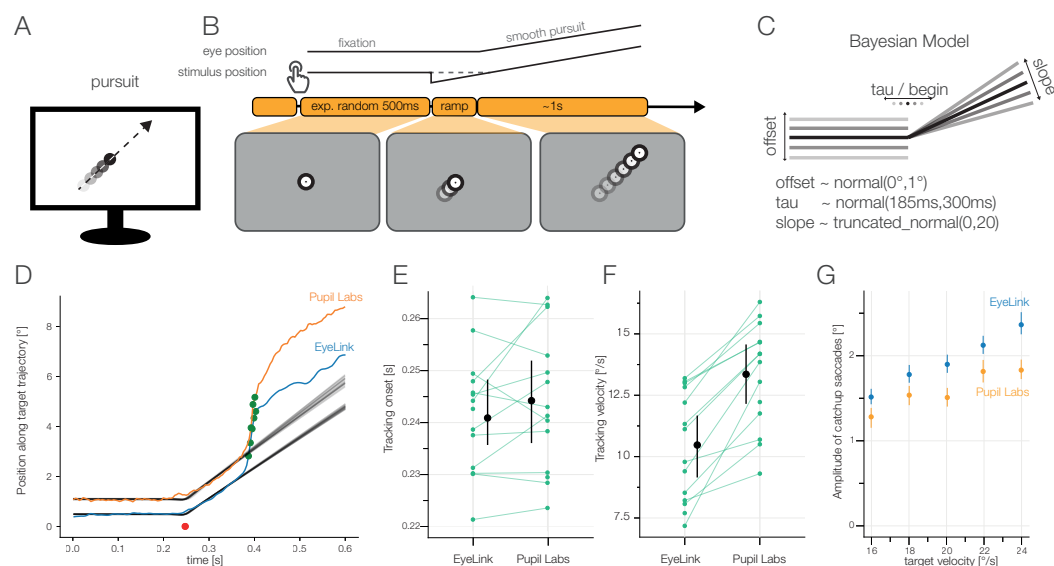 A
pursuit
B
eye position
fixation
smooth pursuit
stimulus position
exp. random 500ms
ramp
~1s
C
Bayesian Model
tau / begin
slope
offset
offset ~ normal(0°,1°)
tau ~ normal(185ms,300ms)
slope ~ truncated_normal(0,20)
D
Position along target trajectory [°]
8
6
4
2
0
Pupil Labs
EyeLink
0.0 0.1 0.2 0.3 0.4 0.5 0.6
time [s]
E
Tracking onset [s]
0.26
0.25
0.24
0.23
0.22
EyeLink Pupil Labs
F
Tracking velocity [°/s]
15
12.5
10
7.5
EyeLink Pupil Labs
G
Amplitude of catchup saccades [°]
2
1
0
EyeLink
Pupil Labs
16 18 20 22 24
target velocity [°/s]